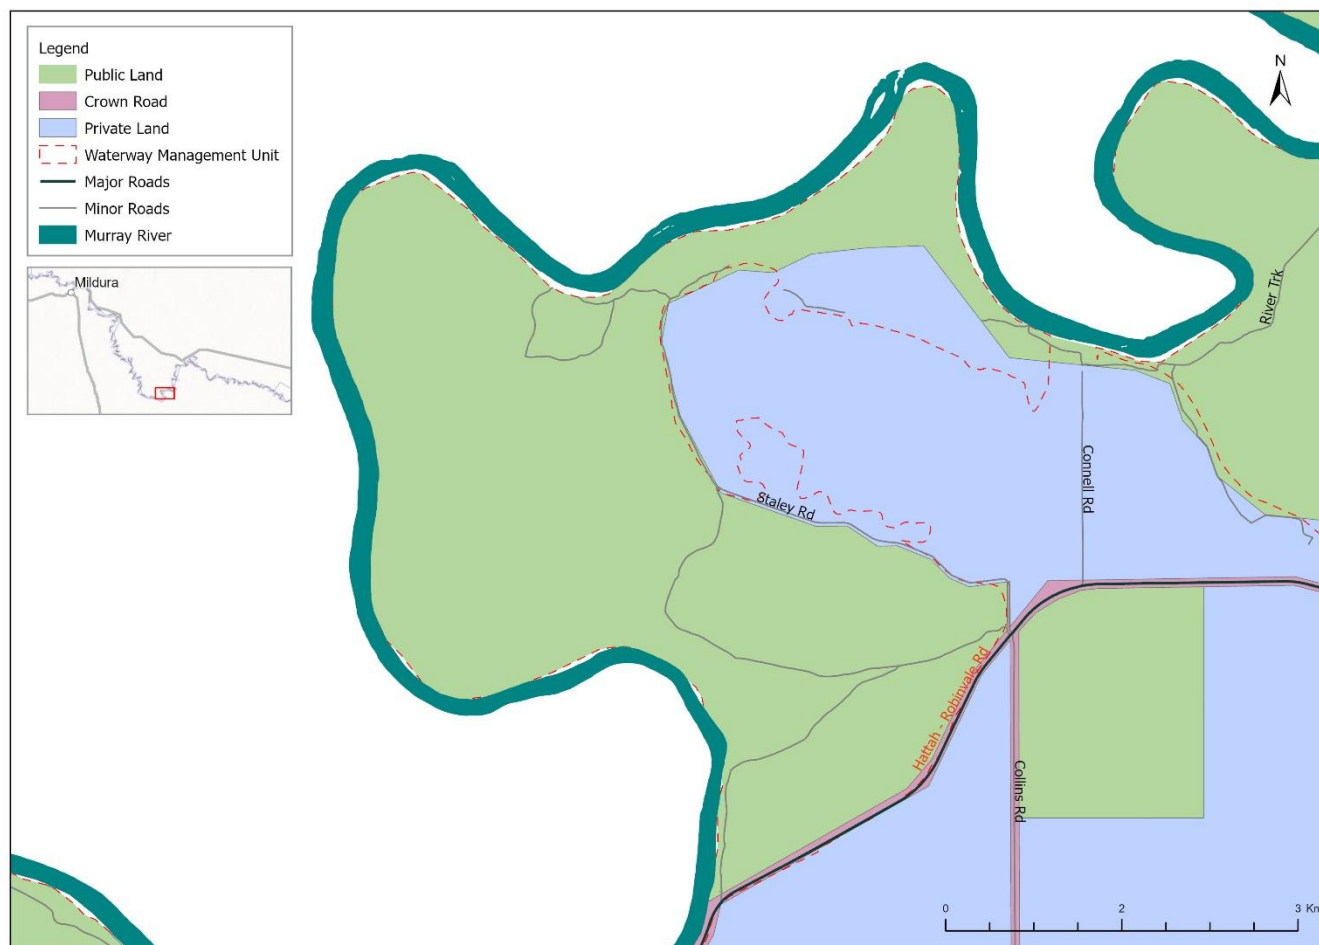 Legend
Public Land
Crown Road
Private Land
Waterway Management Unit
Major Roads
Minor Roads
Murray River
Mildura
N
River Trk
Connell Rd
Staley Rd
Hattah - Robinvale Rd
Collins Rd
0 2 3 Km